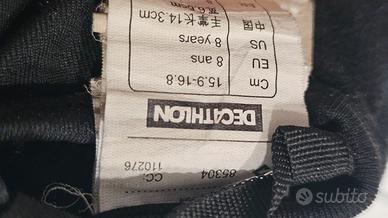 85304
CC:
110276
DECATHLON
Cm 15.9-16.8
EU 8 ans
US 8 years
中国 手掌长14.3cm
subito